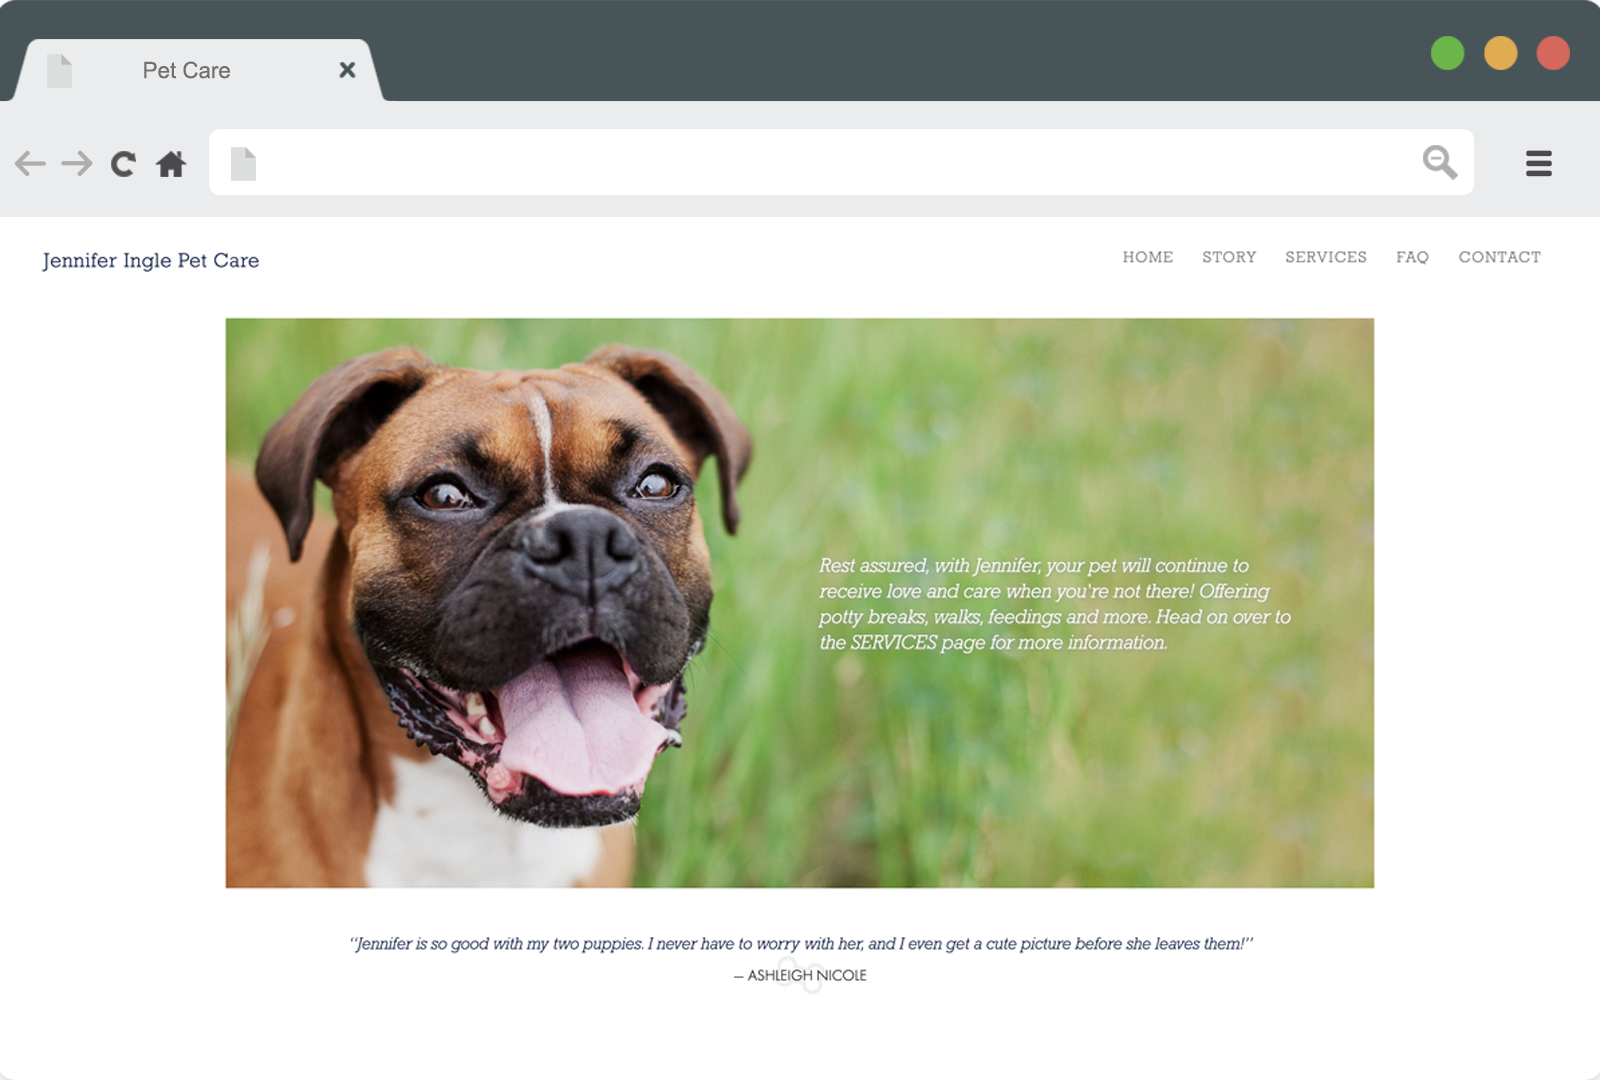 Pet Care
Jennifer Ingle Pet Care
HOME STORY SERVICES FAQ CONTACT
Rest assured, with Jennifer, your pet will continue to
receive love and care when you're not there! Offering
potty breaks, walks, feedings and more. Head on over to
the SERVICES page for more information.
“Jennifer is so good with my two puppies. I never have to worry with her, and I even get a cute picture before she leaves them!”
— ASHLEIGH NICOLE